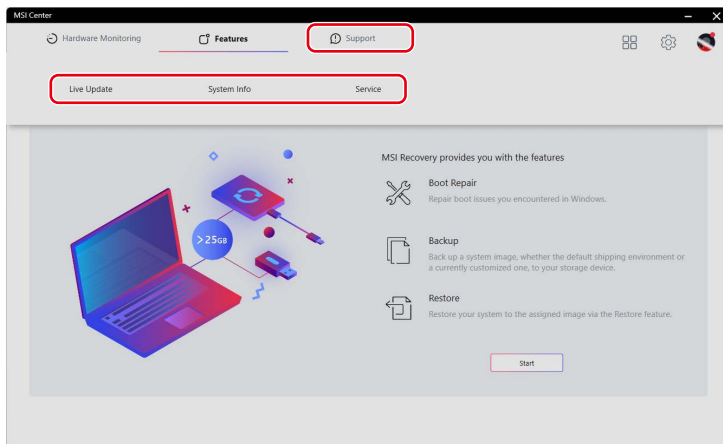 MSI Center
Hardware Monitoring
Features
Support
Live Update
System Info
Service
MSI Recovery provides you with the features
Boot Repair
Repair boot issues you encountered in Windows.
>25GB
Backup
Back up a system image, whether the default shipping environment or
a currently customized one, to your storage device.
Restore
Restore your system to the assigned image via the Restore feature.
Start